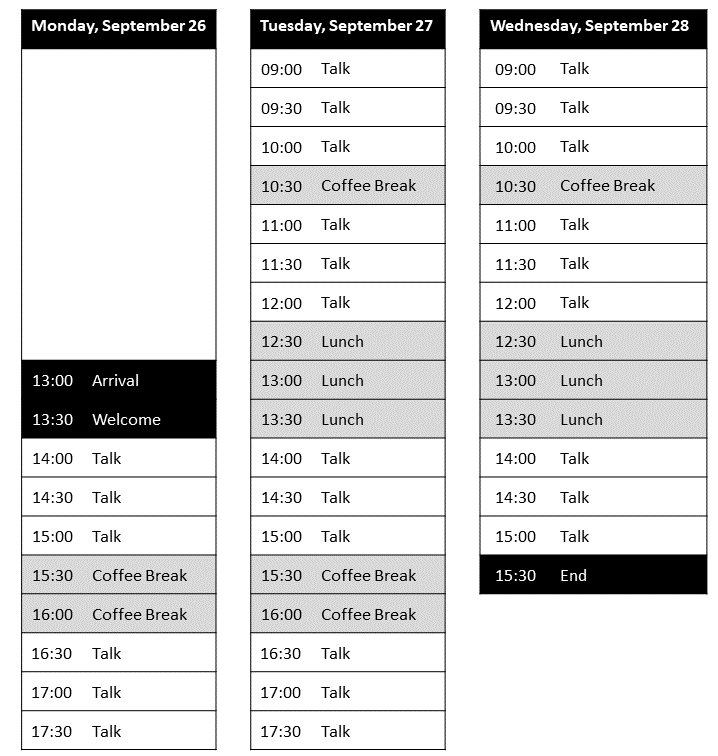 Monday, September 26
13:00 Arrival
13:30 Welcome
14:00 Talk
14:30 Talk
15:00 Talk
15:30 Coffee Break
16:00 Coffee Break
16:30 Talk
17:00 Talk
17:30 Talk
Tuesday, September 27
09:00 Talk
09:30 Talk
10:00 Talk
10:30 Coffee Break
11:00 Talk
11:30 Talk
12:00 Talk
12:30 Lunch
13:00 Lunch
13:30 Lunch
14:00 Talk
14:30 Talk
15:00 Talk
15:30 Coffee Break
16:00 Coffee Break
16:30 Talk
17:00 Talk
17:30 Talk
Wednesday, September 28
09:00 Talk
09:30 Talk
10:00 Talk
10:30 Coffee Break
11:00 Talk
11:30 Talk
12:00 Talk
12:30 Lunch
13:00 Lunch
13:30 Lunch
14:00 Talk
14:30 Talk
15:00 Talk
15:30 End